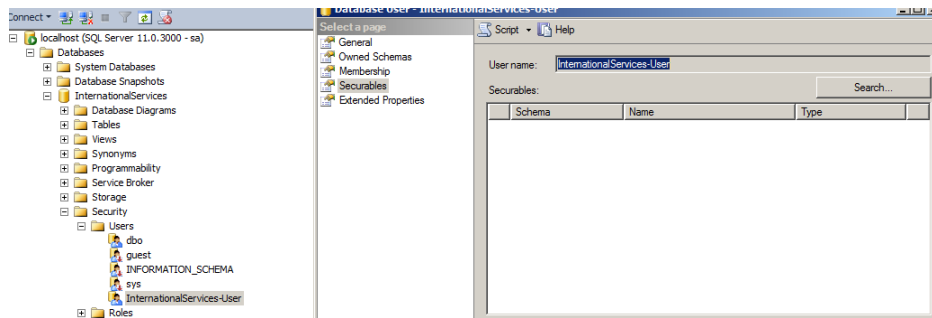 Connect
localhost (SQL Server 11.0.3000 - sa)
Databases
System Databases
Database Snapshots
InternationalServices
Database Diagrams
Tables
Views
Synonyms
Programmability
Service Broker
Storage
Security
Users
dbo
guest
INFORMATION_SCHEMA
sys
InternationalServices-User
Roles
Database User - InternationalServices-User
Select a page
General
Owned Schemas
Membership
Securables
Extended Properties
Script Help
User name: InternationalServices-User
Securables: Search...
Schema Name Type